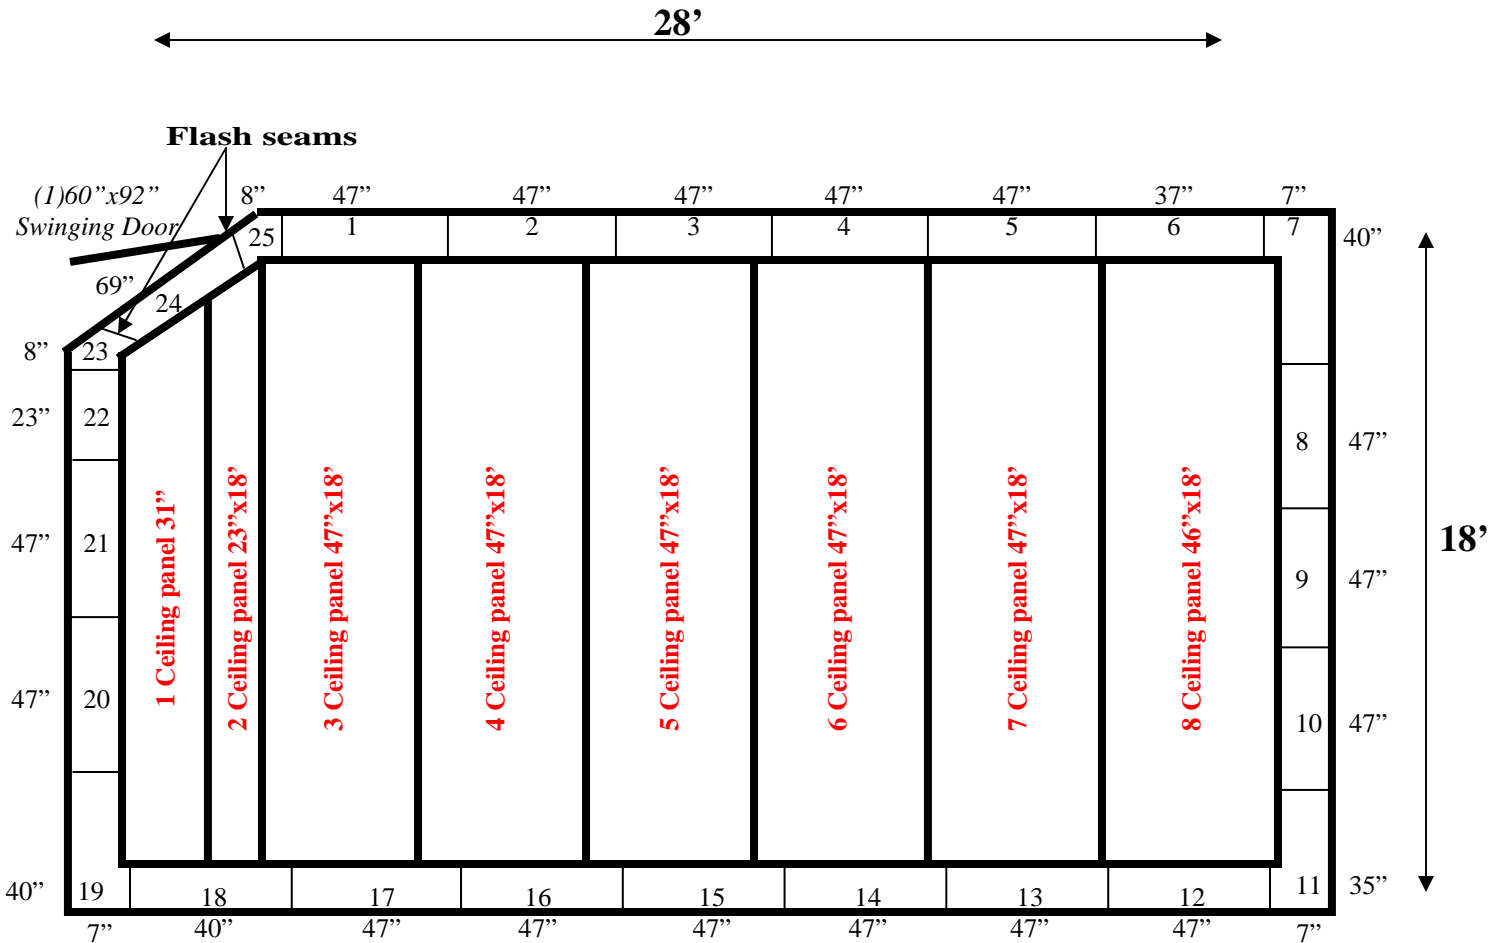 28’
Flash seams
(1)60”x92”
Swinging Door
8” 47” 47” 47” 47” 47” 37” 7”
25 1 2 3 4 5 6 7
40”
69”
24
8”
23
23”
22
8
47”
47”
21
9
47”
18’
47”
20
10
47”
1 Ceiling panel 31”
2 Ceiling panel 23”x18’
3 Ceiling panel 47”x18’
4 Ceiling panel 47”x18’
5 Ceiling panel 47”x18’
6 Ceiling panel 47”x18’
7 Ceiling panel 47”x18’
8 Ceiling panel 46”x18’
40”
19 18 17 16 15 14 13 12 11
35”
7” 40” 47” 47” 47” 47” 47” 47” 7”